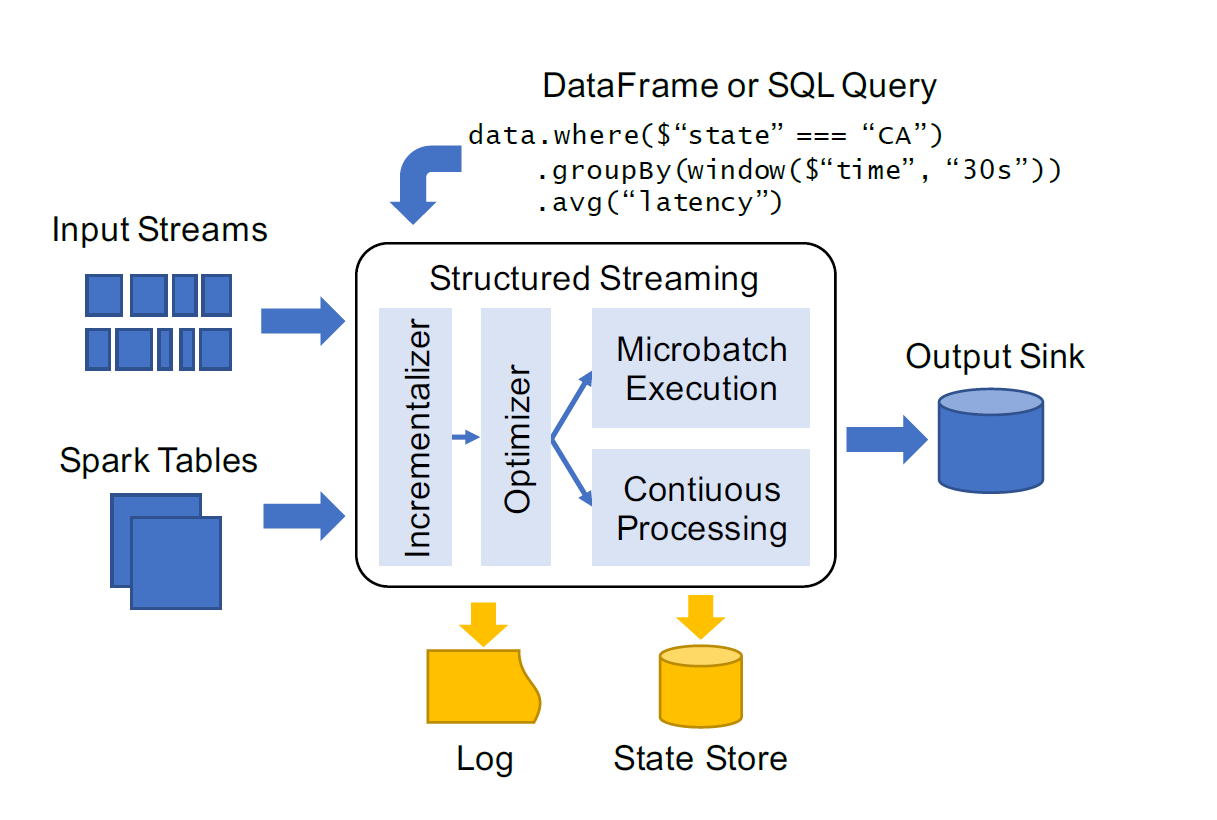 DataFrame or SQL Query
data.where($“state” === “CA”)
.groupBy(window($“time”, “30s”))
.avg(“latency”)
Input Streams
Spark Tables
Structured Streaming
Incrementalizer
Optimizer
Microbatch
Execution
Contiuous
Processing
Output Sink
Log
State Store